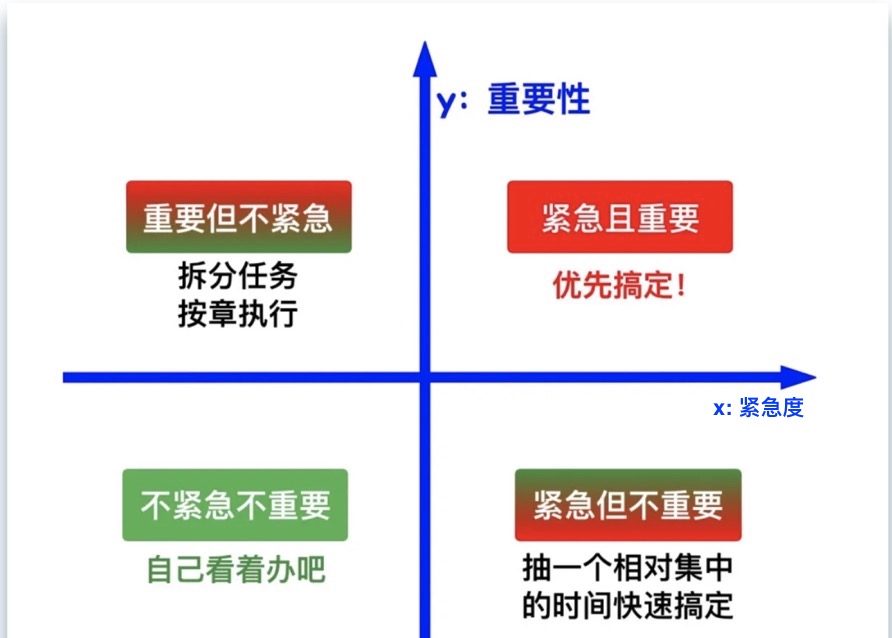 y：重要性
重要但不紧急
紧急且重要
拆分任务
按章执行
优先搞定！
x: 紧急度
不紧急不重要
紧急但不重要
自己看着办吧
抽一个相对集中
的时间快速搞定